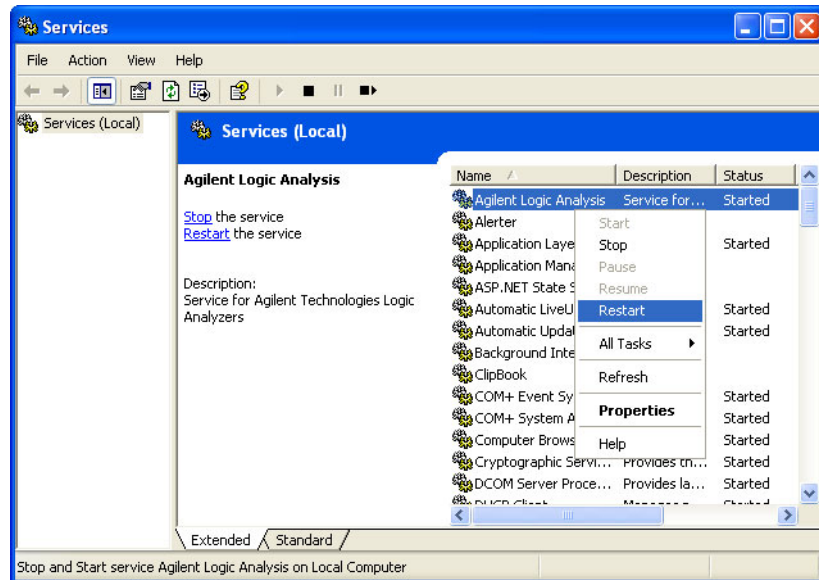 Services
File Action View Help
Services (Local)
Services (Local)
Agilent Logic Analysis
Stop the service
Restart the service
Description:
Service for Agilent Technologies Logic
Analyzers
Name Description Status
Agilent Logic Analysis Service for... Started
Alerter
Application Laye Started
Application Mana
ASP.NET State S
Automatic LiveU Started
Automatic Updat Started
Background Inte
ClipBook
COM+ Event Sy Started
COM+ System A Started
Computer Brows Started
Cryptographic Servi... Provides th... Started
DCOM Server Proce... Provides la... Started
Start
Stop
Pause
Resume
Restart
All Tasks
Refresh
Properties
Help
Extended Standard
Stop and Start service Agilent Logic Analysis on Local Computer